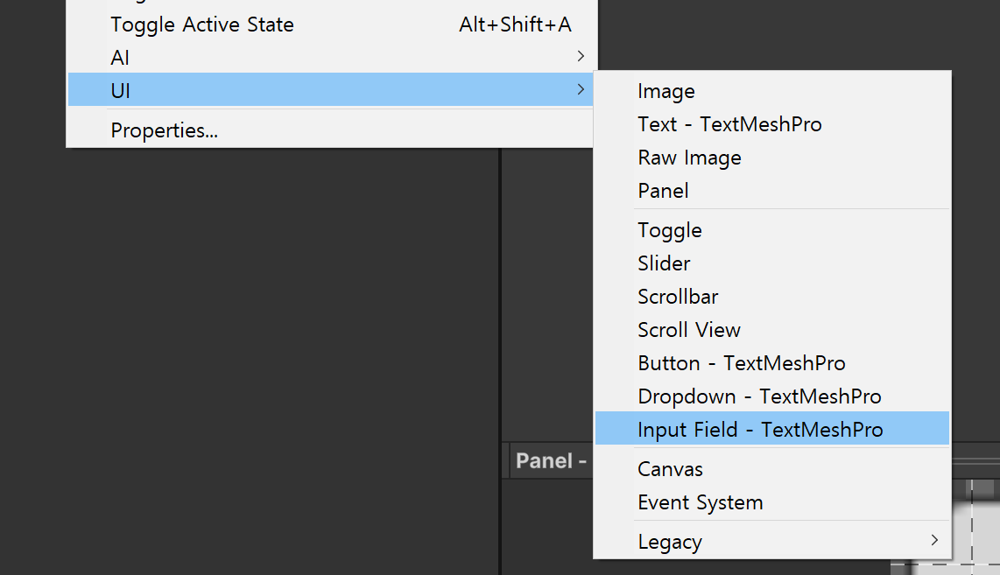 Toggle Active State Alt+Shift+A
AI
UI
Properties...
Image
Text - TextMeshPro
Raw Image
Panel
Toggle
Slider
Scrollbar
Scroll View
Button - TextMeshPro
Dropdown - TextMeshPro
Input Field - TextMeshPro
Canvas
Event System
Legacy
Panel -